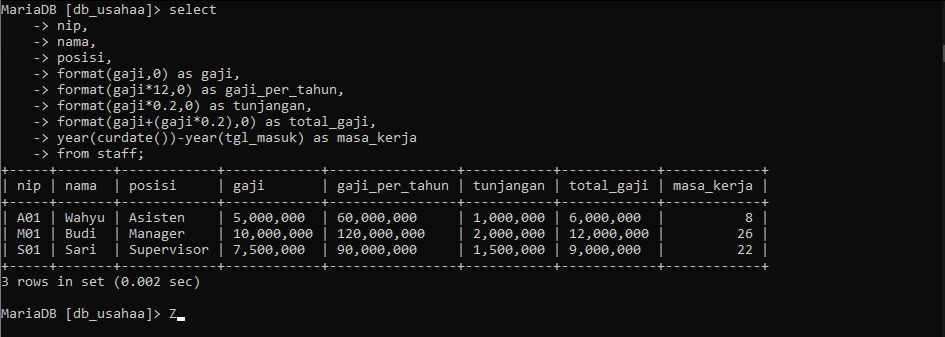 MariaDB [db_usahaa]> select
    -> nip,
    -> nama,
    -> posisi,
    -> format(gaji,0) as gaji,
    -> format(gaji*12,0) as gaji_per_tahun,
    -> format(gaji*0.2,0) as tunjangan,
    -> format(gaji+(gaji*0.2),0) as total_gaji,
    -> year(curdate())-year(tgl_masuk) as masa_kerja
    -> from staff;
+-----+-------+------------+------------+----------------+-----------+------------+------------+
| nip | nama  | posisi     | gaji       | gaji_per_tahun | tunjangan | total_gaji | masa_kerja |
+-----+-------+------------+------------+----------------+-----------+------------+------------+
| A01 | Wahyu | Asisten    | 5,000,000  | 60,000,000     | 1,000,000 | 6,000,000  |          8 |
| M01 | Budi  | Manager    | 10,000,000 | 120,000,000    | 2,000,000 | 12,000,000 |         26 |
| S01 | Sari  | Supervisor | 7,500,000  | 90,000,000     | 1,500,000 | 9,000,000  |         22 |
+-----+-------+------------+------------+----------------+-----------+------------+------------+
3 rows in set (0.002 sec)
MariaDB [db_usahaa]> Z